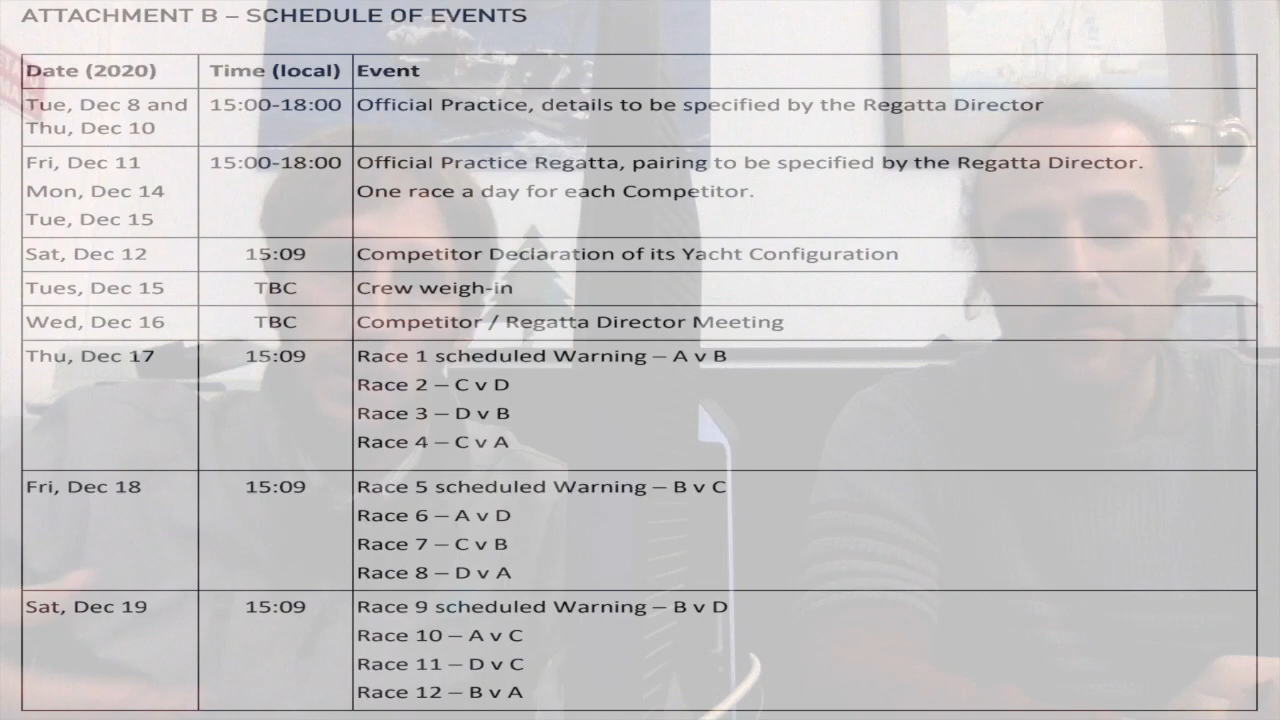 ATTACHMENT B – SCHEDULE OF EVENTS
Date (2020) Time (local) Event
Tue, Dec 8 and 15:00-18:00 Official Practice, details to be specified by the Regatta Director
Thu, Dec 10
Fri, Dec 11 15:00-18:00 Official Practice Regatta, pairing to be specified by the Regatta Director.
Mon, Dec 14 One race a day for each Competitor.
Tue, Dec 15
Sat, Dec 12 15:09 Competitor Declaration of its Yacht Configuration
Tues, Dec 15 TBC Crew weigh-in
Wed, Dec 16 TBC Competitor / Regatta Director Meeting
Thu, Dec 17 15:09 Race 1 scheduled Warning – A v B
Race 2 – C v D
Race 3 – D v B
Race 4 – C v A
Fri, Dec 18 15:09 Race 5 scheduled Warning – B v C
Race 6 – A v D
Race 7 – C v B
Race 8 – D v A
Sat, Dec 19 15:09 Race 9 scheduled Warning – B v D
Race 10 – A v C
Race 11 – D v C
Race 12 – B v A